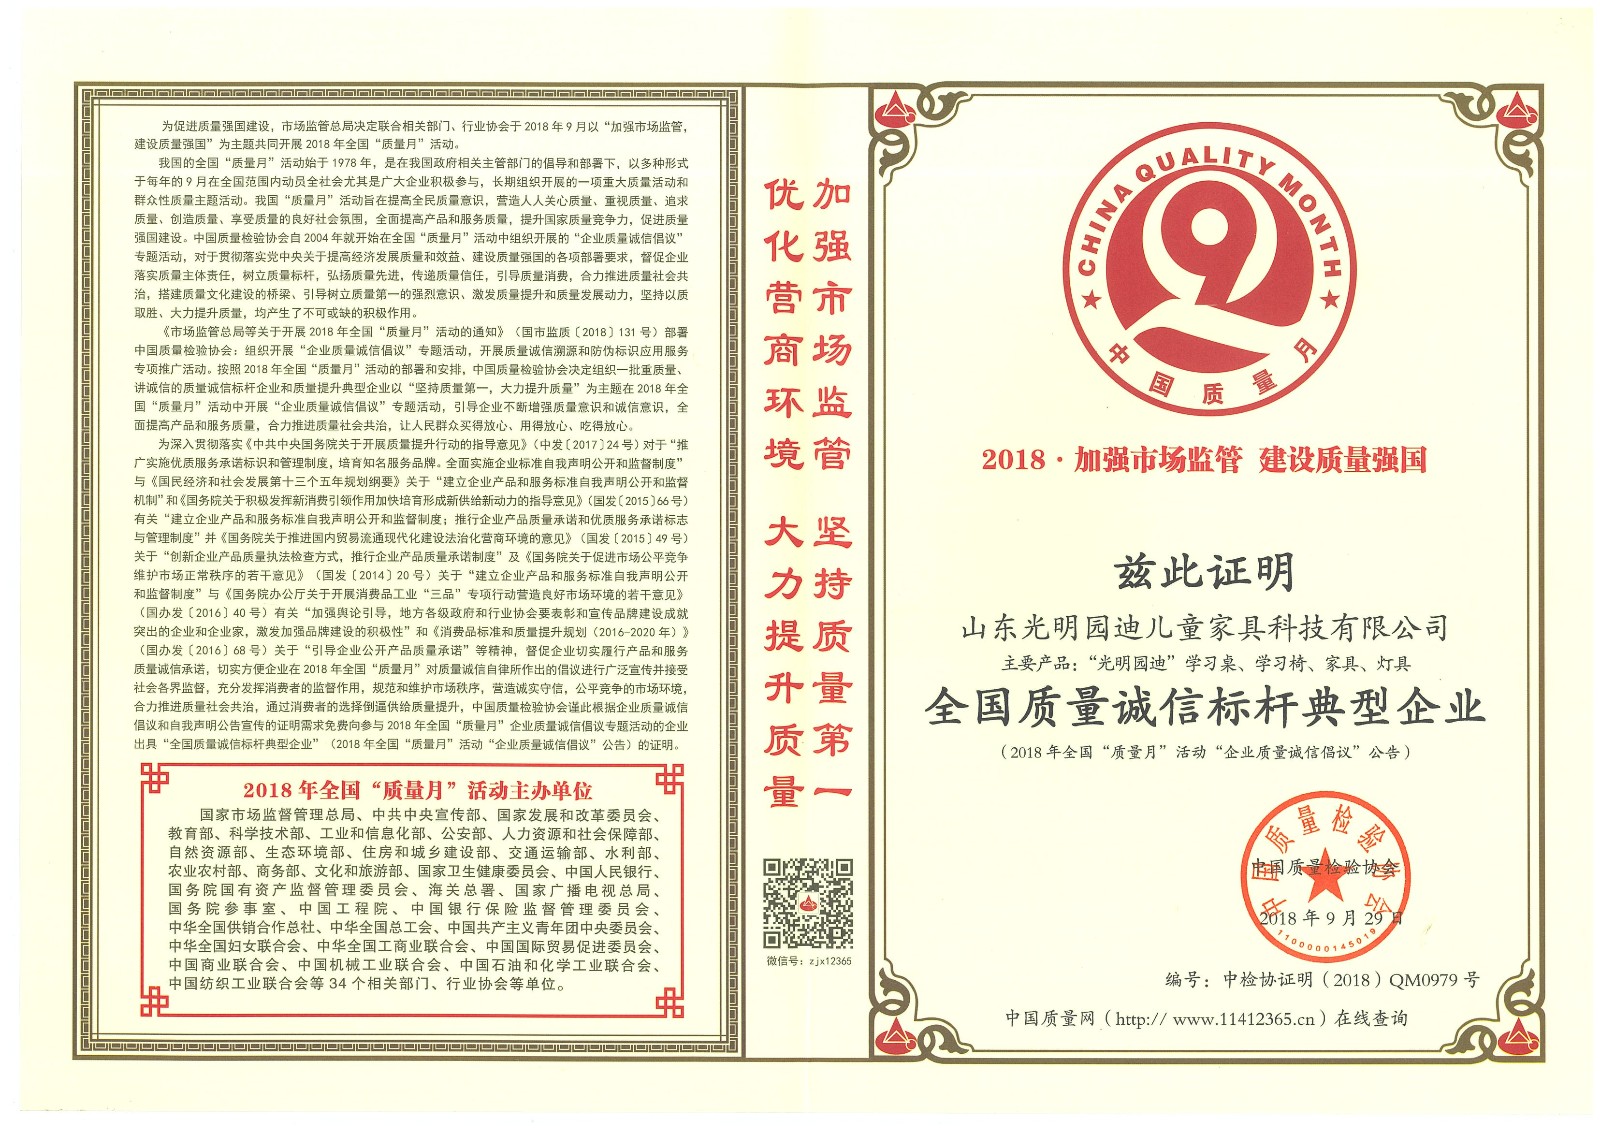 为促进质量强国建设，市场监管总局决定联合相关部门、行业协会于2018年9月以“加强市场监管，
建设质量强国”为主题共同开展2018年全国“质量月”活动。
我国的全国“质量月”活动始于1978年，是在我国政府相关主管部门的倡导和部署下，以多种形式
于每年的9月在全国范围内动员全社会尤其是广大企业积极参与，长期组织开展的一项重大质量活动和
群众性质量主题活动。我国“质量月”活动旨在提高全民质量意识，营造人人关心质量、重视质量、追求
质量、创造质量、享受质量的良好社会氛围，全面提高产品和服务质量，提升国家质量竞争力，促进质量
强国建设。中国质量检验协会自2004年就开始在全国“质量月”活动中组织开展的“企业质量诚信倡议”
专题活动，对于贯彻落实党中央关于提高经济发展质量和效益、建设质量强国的各项部署要求，督促企业
落实质量主体责任，树立质量标杆，弘扬质量先进，传递质量信任，引导质量消费，合力推进质量社会共
治，搭建质量文化建设的桥梁、引导树立质量第一的强烈意识、激发质量提升和质量发展动力，坚持以质
取胜、大力提升质量，均产生了不可或缺的积极作用。
《市场监管总局等关于开展2018年全国“质量月”活动的通知》（国市监质〔2018〕131号）部署
中国质量检验协会：组织开展“企业质量诚信倡议”专题活动，开展质量诚信溯源和防伪标识应用服务
专项推广活动。按照2018年全国“质量月”活动的部署和安排，中国质量检验协会决定组织一批重质量、
讲诚信的质量诚信标杆企业和质量提升典型企业以“坚持质量第一，大力提升质量”为主题在2018年全
国“质量月”活动中开展“企业质量诚信倡议”专题活动，引导企业不断增强质量意识和诚信意识，全
面提高产品和服务质量，合力推进质量社会共治，让人民群众买得放心、用得放心、吃得放心。
为深入贯彻落实《中共中央国务院关于开展质量提升行动的指导意见》（中发〔2017〕24号）对于“推
广实施优质服务承诺标识和管理制度，培育知名服务品牌。全面实施企业标准自我声明公开和监督制度”
与《国民经济和社会发展第十三个五年规划纲要》关于“建立企业产品和服务标准自我声明公开和监督
机制”和《国务院关于积极发挥新消费引领作用加快培育形成新供给新动力的指导意见》（国发〔2015〕66号）
有关“建立企业产品和服务标准自我声明公开和监督制度；推行企业产品质量承诺和优质服务承诺标志
与管理制度”并《国务院关于推进国内贸易流通现代化建设法治化营商环境的意见》（国发〔2015〕49号）
关于“创新企业产品质量执法检查方式，推行企业产品质量承诺制度”及《国务院关于促进市场公平竞争
维护市场正常秩序的若干意见》（国发〔2014〕20号）关于“建立企业产品和服务标准自我声明公开
和监督制度”与《国务院办公厅关于开展消费品工业“三品”专项行动营造良好市场环境的若干意见》
（国办发〔2016〕40号）有关“加强舆论引导，地方各级政府和行业协会要表彰和宣传品牌建设成就
突出的企业和企业家，激发加强品牌建设的积极性”和《消费品标准和质量提升规划（2016-2020年）》
（国办发〔2016〕68号）关于“引导企业公开产品质量承诺”等精神，督促企业切实履行产品和服务
质量诚信承诺，切实方便企业在2018年全国“质量月”对质量诚信自律所作出的倡议进行广泛宣传并接受
社会各界监督，充分发挥消费者的监督作用，规范和维护市场秩序，营造诚实守信，公平竞争的市场环境，
合力推进质量社会共治，通过消费者的选择倒逼供给质量提升，中国质量检验协会谨此根据企业质量诚信
倡议和自我声明公告宣传的证明需求免费向参与2018年全国“质量月”企业质量诚信倡议专题活动的企业
出具“全国质量诚信标杆典型企业”（2018年全国“质量月”活动“企业质量诚信倡议”公告）的证明。
2018年全国“质量月”活动主办单位
国家市场监督管理总局、中共中央宣传部、国家发展和改革委员会、
教育部、科学技术部、工业和信息化部、公安部、人力资源和社会保障部、
自然资源部、生态环境部、住房和城乡建设部、交通运输部、水利部、
农业农村部、商务部、文化和旅游部、国家卫生健康委员会、中国人民银行、
国务院国有资产监督管理委员会、海关总署、国家广播电视总局、
国务院参事室、中国工程院、中国银行保险监督管理委员会、
中华全国供销合作总社、中华全国总工会、中国共产主义青年团中央委员会、
中华全国妇女联合会、中华全国工商业联合会、中国国际贸易促进委员会、
中国商业联合会、中国机械工业联合会、中国石油和化学工业联合会、
中国纺织工业联合会等34个相关部门、行业协会等单位。
加强市场监管 坚持质量第一
优化营商环境 大力提升质量
微信号：zjx12365
CHINA QUALITY MONTH
中国质量月
2018·加强市场监管 建设质量强国
兹此证明
山东光明园迪儿童家具科技有限公司
主要产品：“光明园迪”学习桌、学习椅、家具、灯具
全国质量诚信标杆典型企业
（2018年全国“质量月”活动“企业质量诚信倡议”公告）
中国质量检验协会
中国质量检验协会
2018年9月29日
1100000145019
编号：中检协证明（2018）QM0979号
中国质量网（http:// www.11412365.cn）在线查询